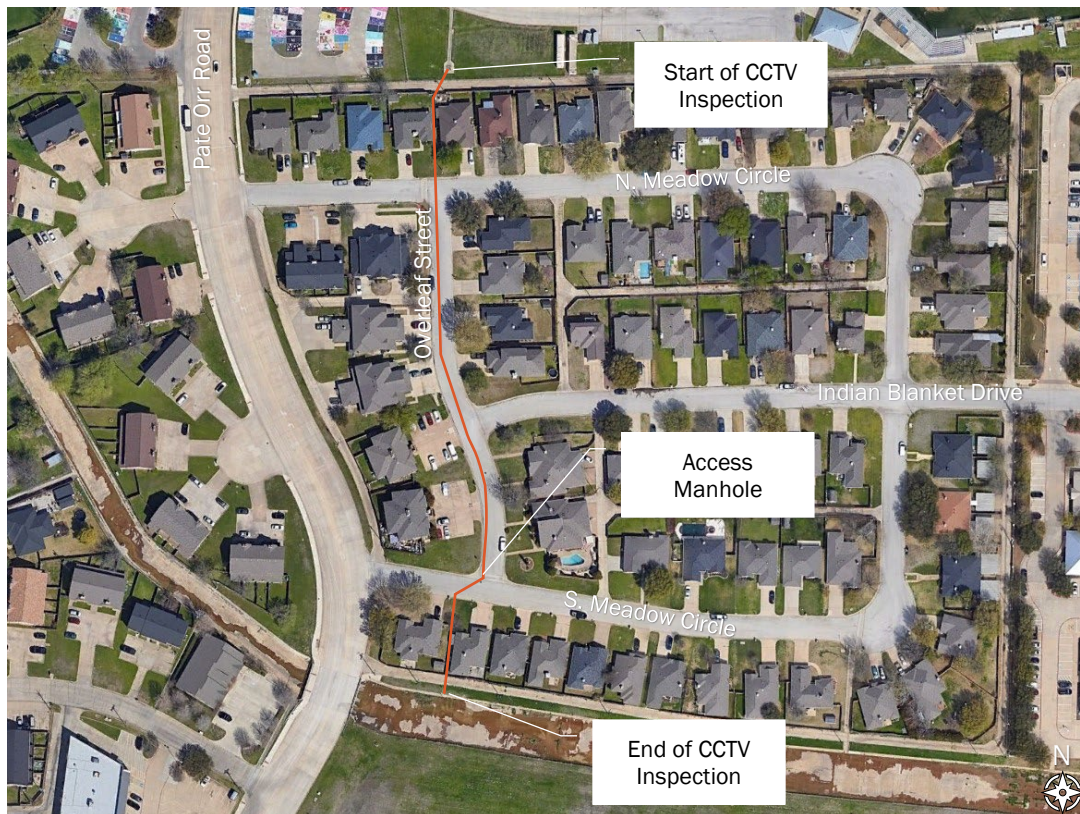 Start of CCTV
Inspection
Pate Orr Road
N. Meadow Circle
Overleaf Street
Indian Blanket Drive
Access
Manhole
S. Meadow Circle
End of CCTV
Inspection
N